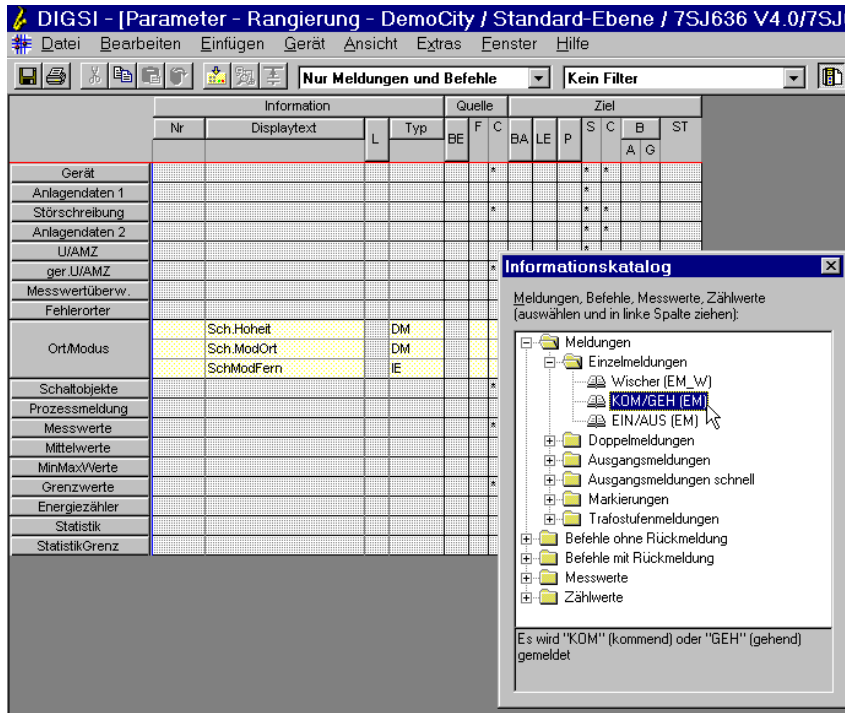 DIGSI - [Parameter - Rangierung - DemoCity / Standard-Ebene / 7SJ636 V4.0/7SJ
Datei Bearbeiten Einfügen Gerät Ansicht Extras Fenster Hilfe
Nur Meldungen und Befehle Kein Filter
Information Quelle Ziel
Nr Displaytext L Typ BE F C BA LE P S C B ST
A G
Gerät * * *
Anlagendaten 1 *
Störschreibung * * *
Anlagendaten 2 * *
U/AMZ *
ger.U/AMZ *
Messwertüberw.
Fehlerorter
Ort/Modus
Sch.Hoheit DM
Sch.ModOrt DM
SchModFern IE
Schaltobjekte *
Prozessmeldung
Messwerte *
Mittelwerte
MinMaxWerte
Grenzwerte *
Energiezähler
Statistik
StatistikGrenz
Informationskatalog
Meldungen, Befehle, Messwerte, Zählwerte
(auswählen und in linke Spalte ziehen):
Meldungen
Einzelmeldungen
Wischer (EM_W)
KOM/GEH (EM)
EIN/AUS (EM)
Doppelmeldungen
Ausgangsmeldungen
Ausgangsmeldungen schnell
Markierungen
Trafostufenmeldungen
Befehle ohne Rückmeldung
Befehle mit Rückmeldung
Messwerte
Zählwerte
Es wird "KOM" (kommend) oder "GEH" (gehend)
gemeldet